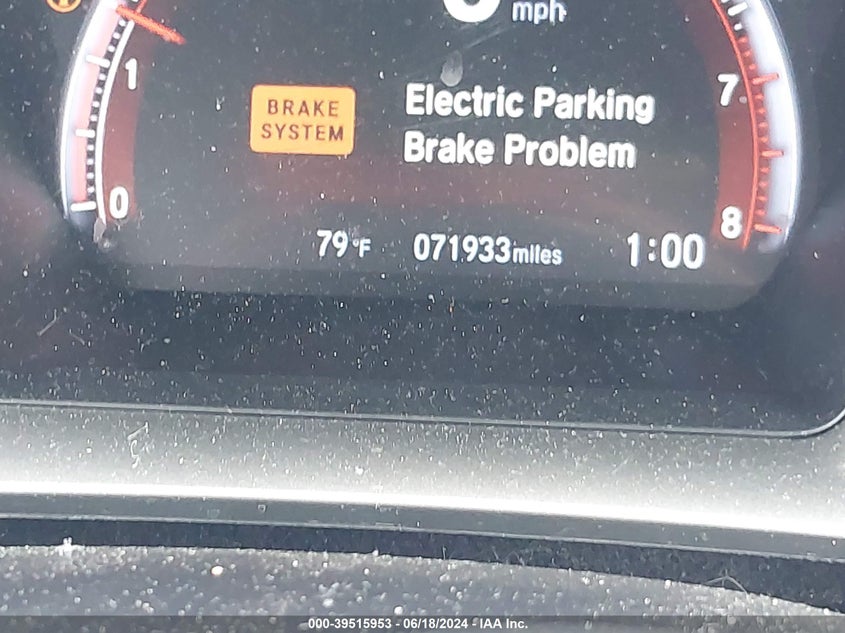 mph
1
7
BRAKE
SYSTEM
Electric Parking
Brake Problem
0
8
79°F
071933miles
1:00
000-39515953 - 06/18/2024 - IAA Inc.